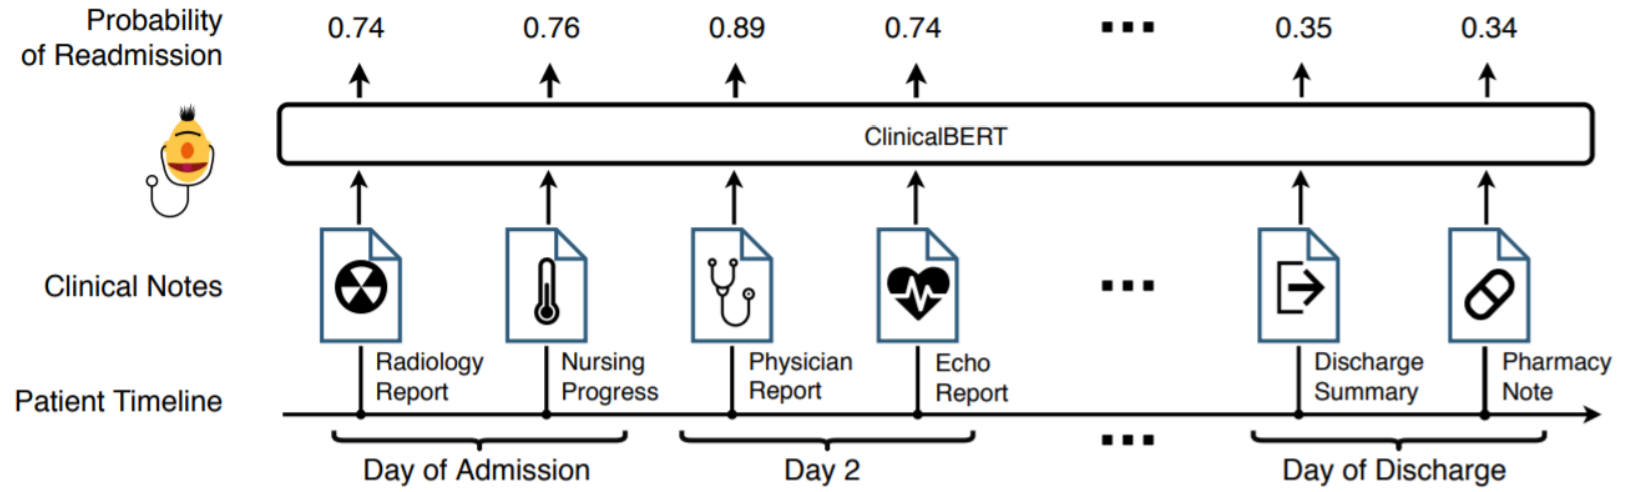 Probability
of Readmission
0.74 0.76 0.89 0.74 ... 0.35 0.34
ClinicalBERT
Clinical Notes
...
Radiology
Report
Nursing
Progress
Physician
Report
Echo
Report
Discharge
Summary
Pharmacy
Note
Patient Timeline
...
Day of Admission
Day 2
Day of Discharge